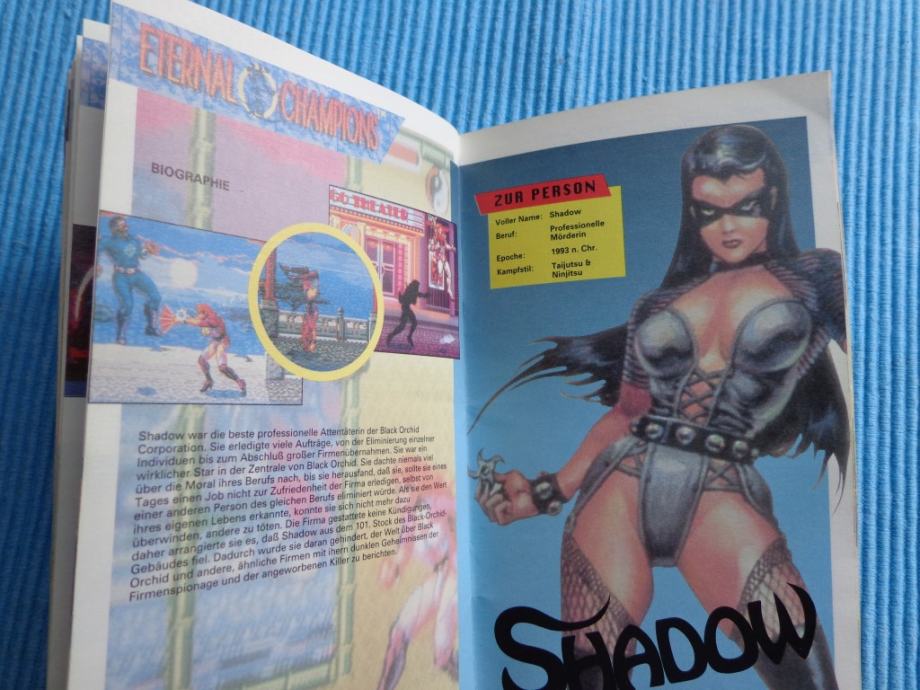 ETERNAL CHAMPIONS
BIOGRAPHIE
GO THEATER
Shadow war die beste professionelle Attentäterin der Black Orchid
Corporation. Sie erledigte viele Aufträge, von der Eliminierung einzelner
Individuen bis zum Abschluß großer Firmenübernahmen. Sie war ein
wirklicher Star in der Zentrale von Black Orchid. Sie dachte niemals viel
über die Moral ihres Berufs nach, bis sie herausfand, daß sie, sollte sie eines
Tages einen Job nicht zur Zufriedenheit der Firma erledigen, selbst von
einer anderen Person des gleichen Berufs eliminiert würde. Als sie den Wert
ihres eigenen Lebens erkannte, konnte sie sich nicht mehr dazu
überwinden, andere zu töten. Die Firma gestattete keine Kündigungen,
daher arrangierte sie es, daß Shadow aus dem 101. Stock des Black-Orchid-
Gebäudes fiel. Dadurch wurde sie daran gehindert, der Welt über Black
Orchid und andere, ähnliche Firmen mit ihern dunklen Geheimnissen der
Firmenspionage und der angeworbenen Killer zu berichten.
ZUR PERSON
Voller Name: Shadow
Beruf: Professionelle
Mörderin
Epoche: 1993 n. Chr.
Kampfstil: Taijutsu &
Ninjitsu
SHADOW